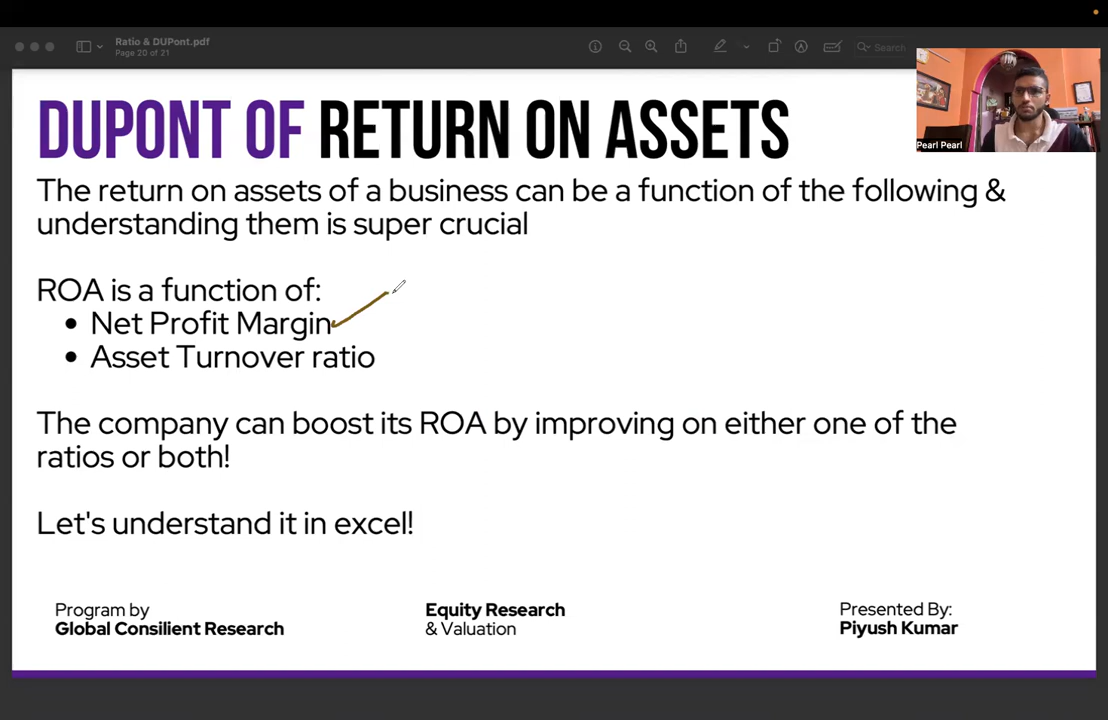 Ratio & DUPont.pdf
Page 20 of 21
Search
Pearl Pearl
DUPONT OF RETURN ON ASSETS
The return on assets of a business can be a function of the following &
understanding them is super crucial
ROA is a function of:
• Net Profit Margin
• Asset Turnover ratio
The company can boost its ROA by improving on either one of the
ratios or both!
Let's understand it in excel!
Program by
Global Consilient Research
Equity Research
& Valuation
Presented By:
Piyush Kumar